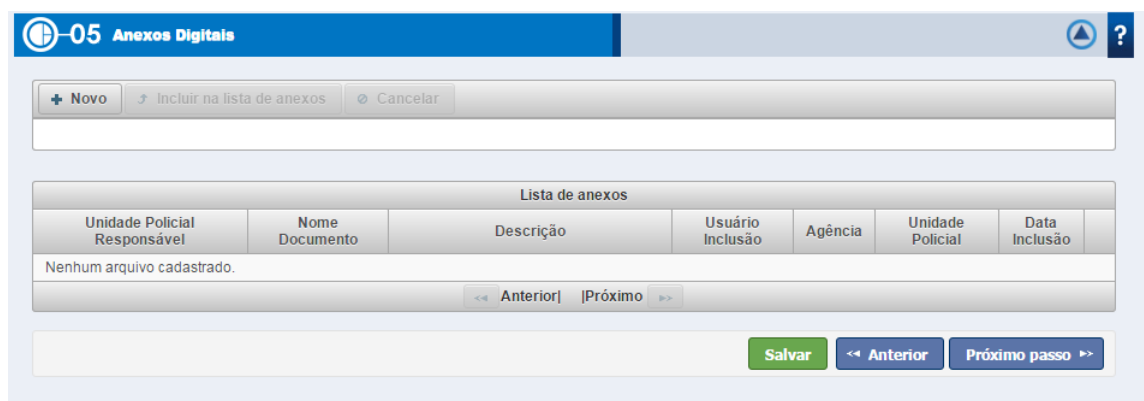 05 Anexos Digitais ?
Novo Incluir na lista de anexos Cancelar
Lista de anexos
Unidade Policial Responsável Nome Documento Descrição Usuário Inclusão Agência Unidade Policial Data Inclusão
Nenhum arquivo cadastrado.
Anterior| |Próximo
Salvar Anterior Próximo passo